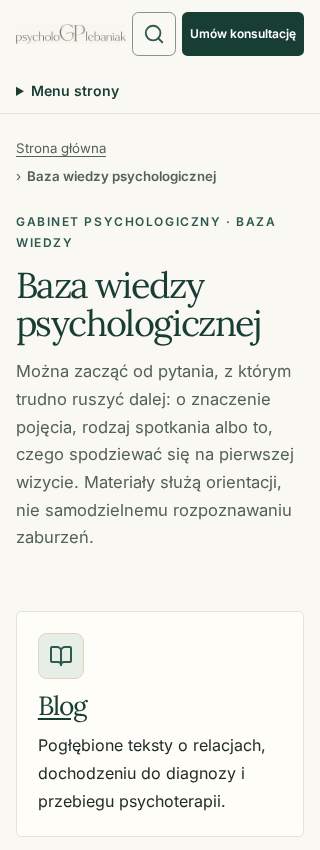 psycholoGPlebaniak
Umów konsultację
Menu strony
Strona główna
› Baza wiedzy psychologicznej
GABINET PSYCHOLOGICZNY · BAZA
WIEDZY
Baza wiedzy
psychologicznej
Można zacząć od pytania, z którym
trudno ruszyć dalej: o znaczenie
pojęcia, rodzaj spotkania albo to,
czego spodziewać się na pierwszej
wizycie. Materiały służą orientacji,
nie samodzielnemu rozpoznawaniu
zaburzeń.
Blog
Pogłębione teksty o relacjach,
dochodzeniu do diagnozy i
przebiegu psychoterapii.